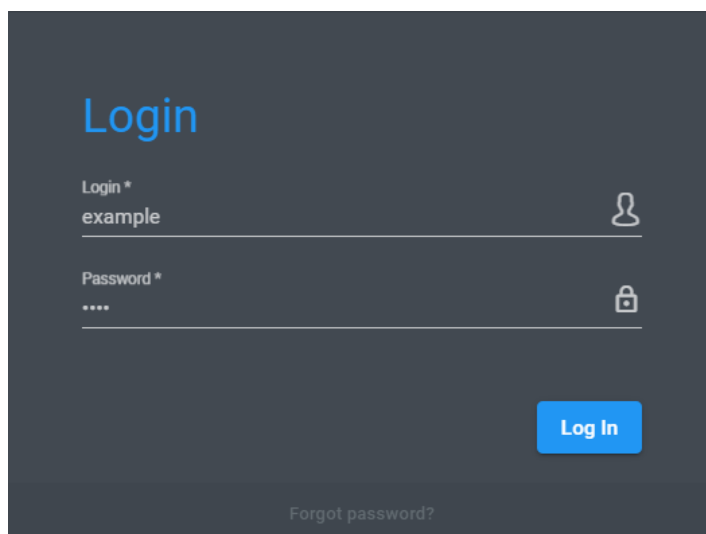 Login
Login *
example
Password *
••••
Log In
Forgot password?